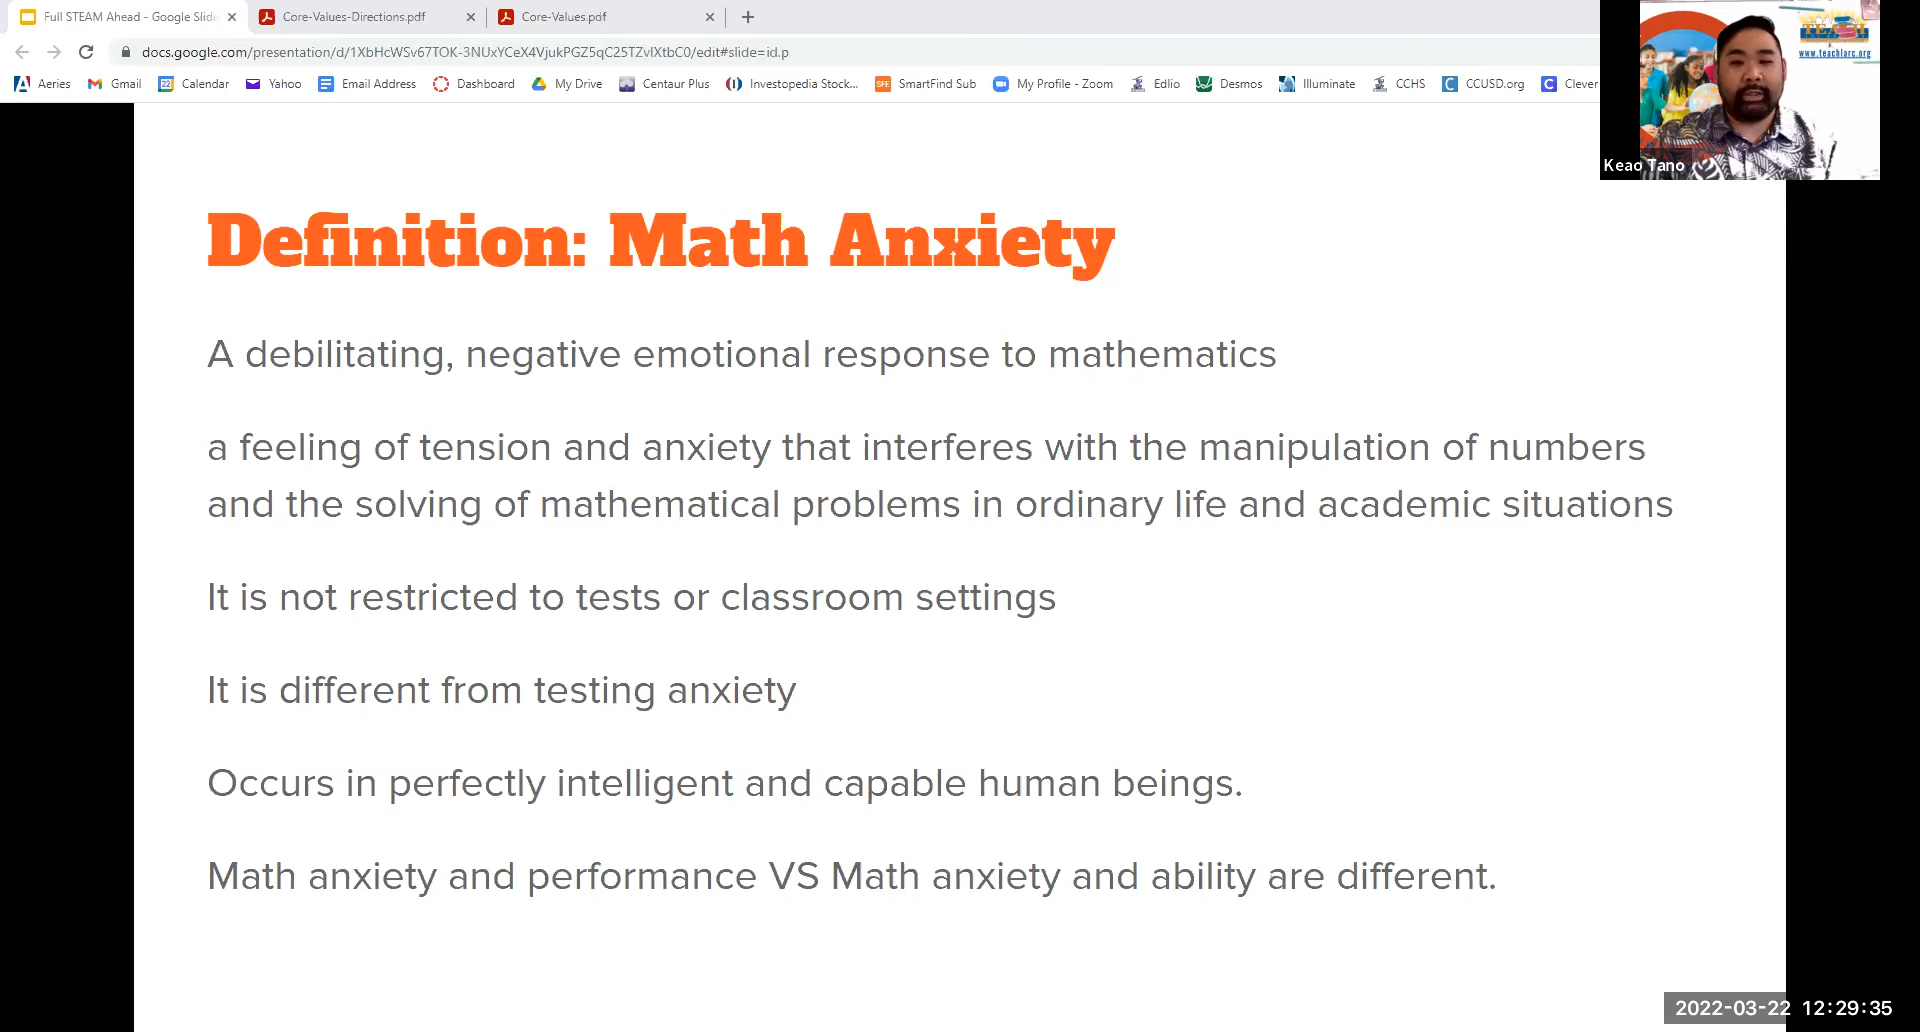 Full STEAM Ahead - Google Slide
Core-Values-Directions.pdf
Core-Values.pdf
docs.google.com/presentation/d/1XbHcWSv67TOK-3NUxYCeX4VjukPGZ5qC25TZvlXtbC0/edit#slide=id.p
Aeries
Gmail
22
Calendar
Yahoo
Email Address
Dashboard
My Drive
Centaur Plus
Investopedia Stock...
SFE
SmartFind Sub
My Profile - Zoom
Edlio
Desmos
Illuminate
CCHS
CCUSD.org
Clever
TEACH
www.teachlarc.org
Keao Tano
Definition: Math Anxiety
A debilitating, negative emotional response to mathematics
a feeling of tension and anxiety that interferes with the manipulation of numbers
and the solving of mathematical problems in ordinary life and academic situations
It is not restricted to tests or classroom settings
It is different from testing anxiety
Occurs in perfectly intelligent and capable human beings.
Math anxiety and performance VS Math anxiety and ability are different.
2022-03-22 12:29:35